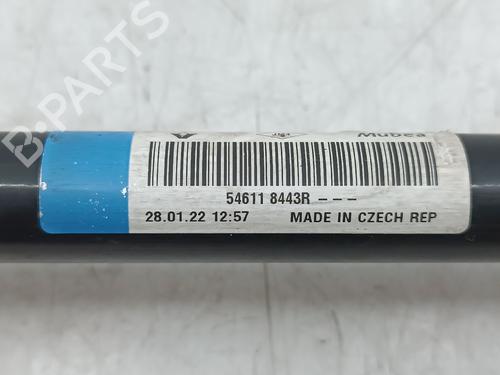 B-PARTS
A Mubea
54611 8443R ---
28.01.22 12:57 MADE IN CZECH REP